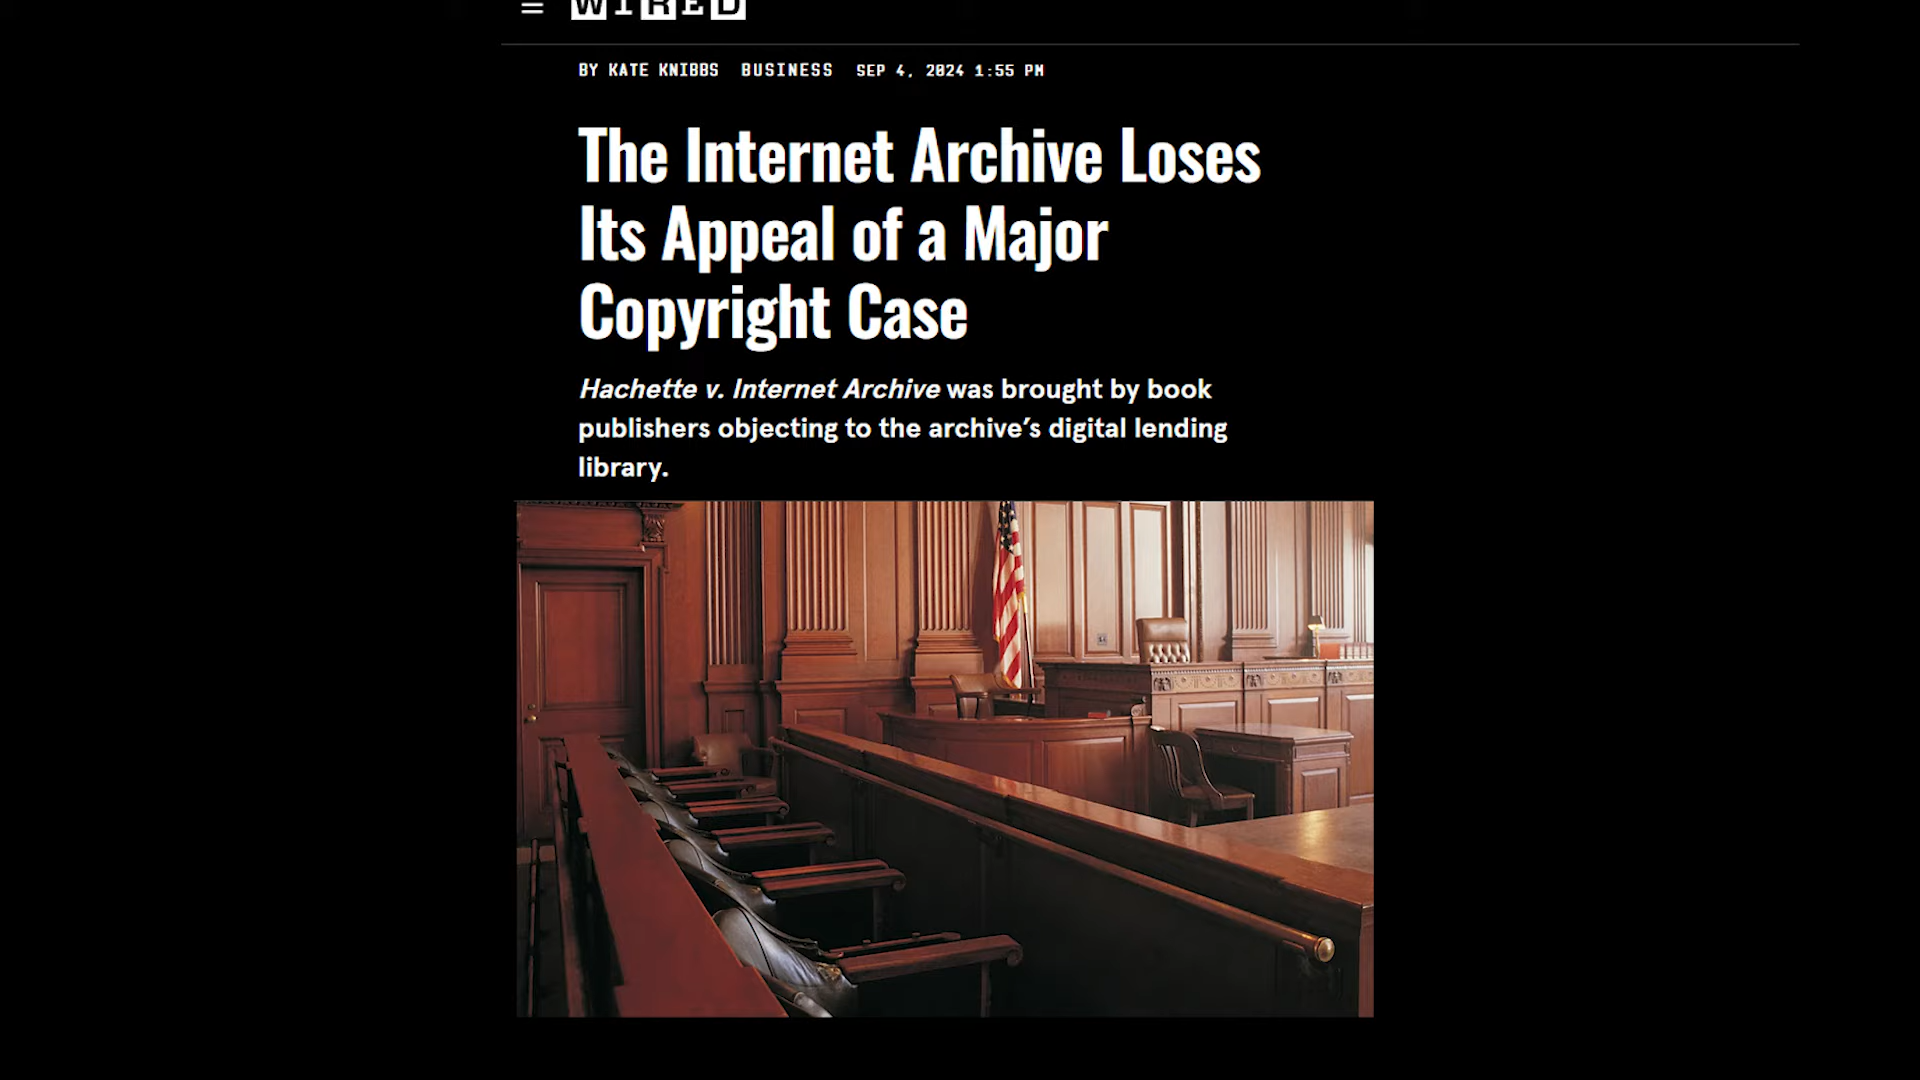 WIRED
BY KATE KNIBBS BUSINESS SEP 4, 2024 1:55 PM
The Internet Archive Loses
Its Appeal of a Major
Copyright Case
Hachette v. Internet Archive was brought by book
publishers objecting to the archive’s digital lending
library.